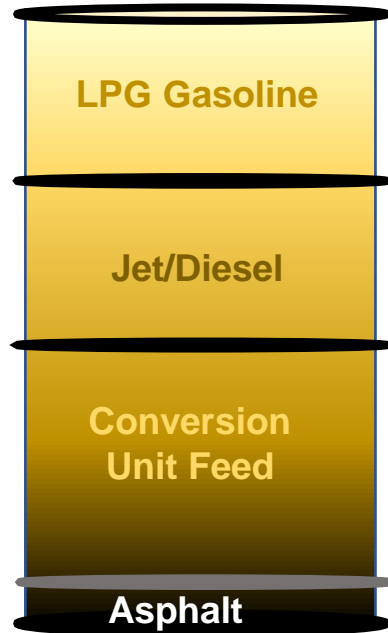 LPG Gasoline
Jet/Diesel
Conversion
Unit Feed
Asphalt